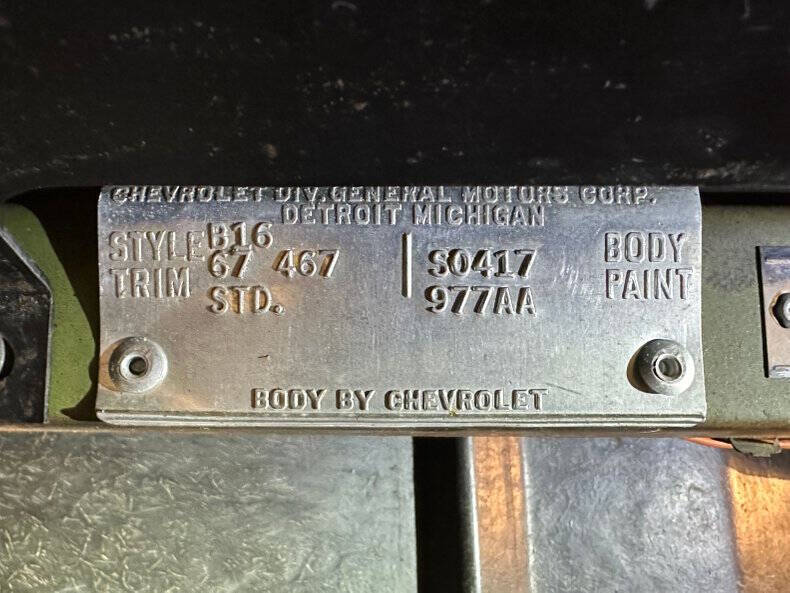 CHEVROLET DIV. GENERAL MOTORS CORP.
DETROIT MICHIGAN
B16
STYLE 67 467 S0417 BODY
TRIM STD. 977AA PAINT
BODY BY CHEVROLET